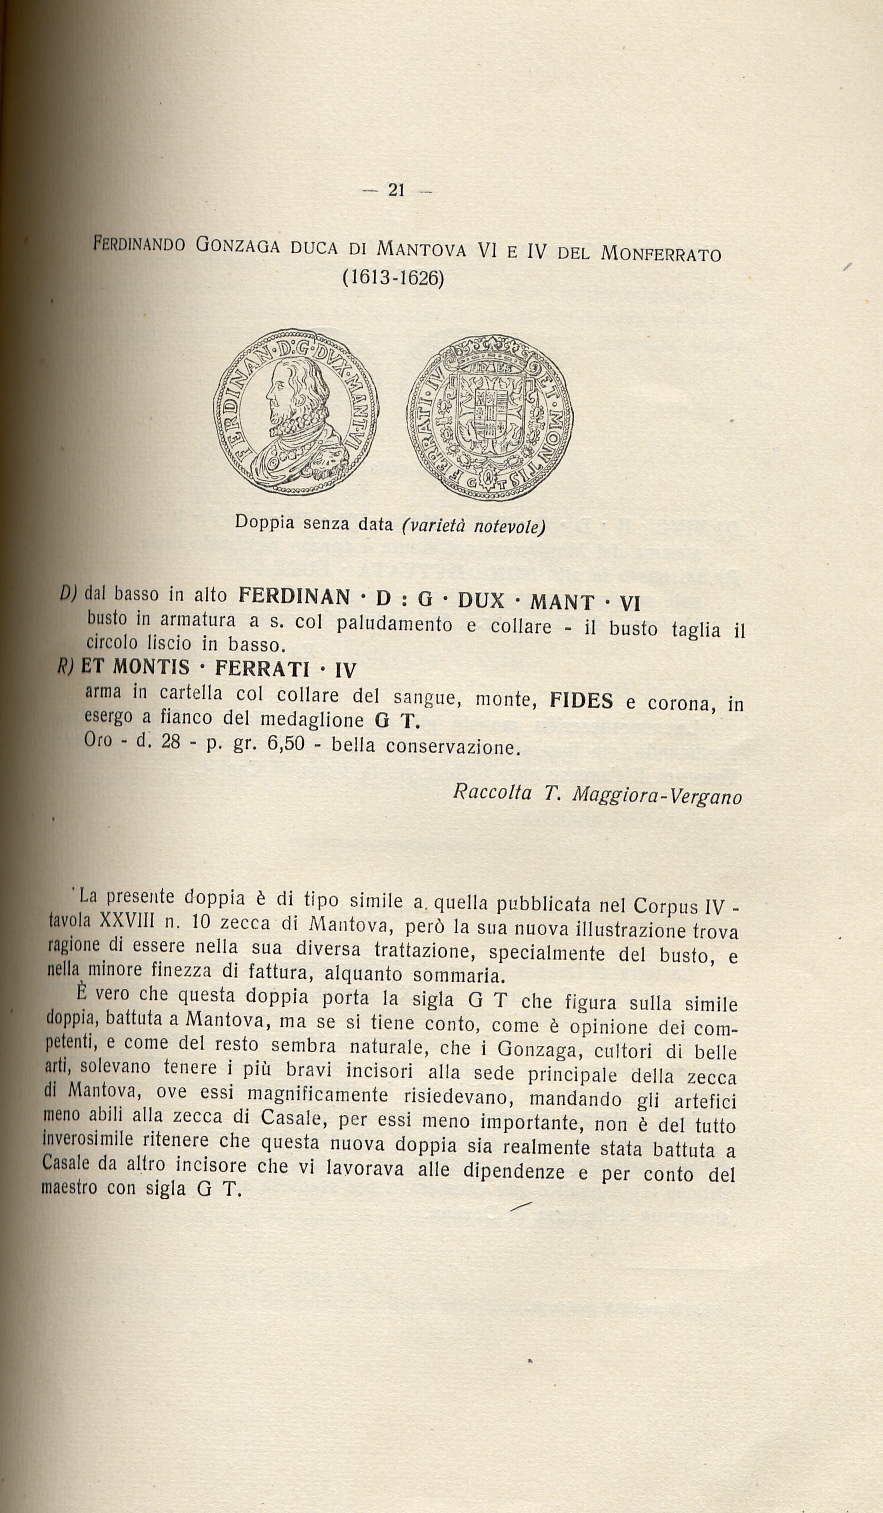 — 21 —
FERDINANDO GONZAGA DUCA DI MANTOVA VI E IV DEL MONFERRATO
(1613-1626)
FERDINAN · D : G · DUX · MANT · VI
ET · MONTIS FERRATI · IV
FIDES
G T
Doppia senza data (varietà notevole)
D) dal basso in alto FERDINAN · D : G · DUX · MANT · VI
busto in armatura a s. col paludamento e collare - il busto taglia il
circolo liscio in basso.
R) ET MONTIS · FERRATI · IV
arma in cartella col collare del sangue, monte, FIDES e corona, in
esergo a fianco del medaglione G T.
Oro - d. 28 - p. gr. 6,50 - bella conservazione.
Raccolta T. Maggiora-Vergano
La presente doppia è di tipo simile a quella pubblicata nel Corpus IV -
tavola XXVIII n. 10 zecca di Mantova, però la sua nuova illustrazione trova
ragione di essere nella sua diversa trattazione, specialmente del busto, e
nella minore finezza di fattura, alquanto sommaria.
È vero che questa doppia porta la sigla G T che figura sulla simile
doppia, battuta a Mantova, ma se si tiene conto, come è opinione dei com-
petenti, e come del resto sembra naturale, che i Gonzaga, cultori di belle
arti, solevano tenere i più bravi incisori alla sede principale della zecca
di Mantova, ove essi magnificamente risiedevano, mandando gli artefici
meno abili alla zecca di Casale, per essi meno importante, non è del tutto
inverosimile ritenere che questa nuova doppia sia realmente stata battuta a
Casale da altro incisore che vi lavorava alle dipendenze e per conto del
maestro con sigla G T.